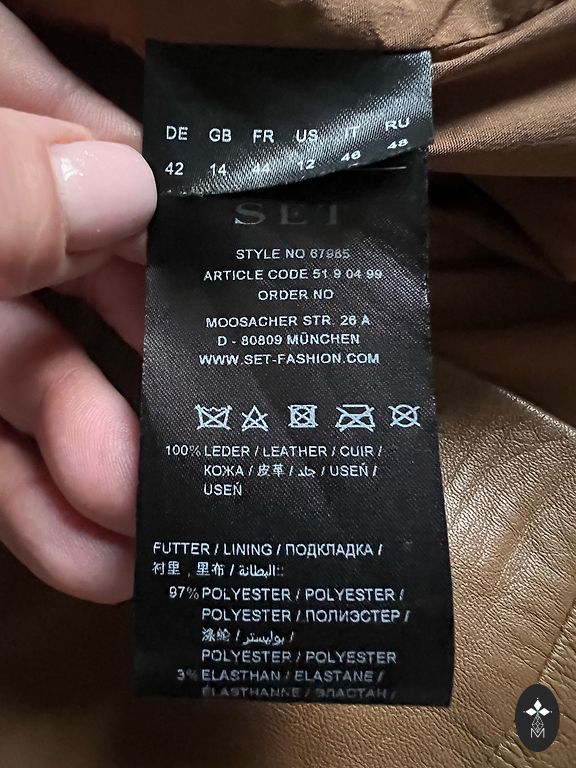 DE GB FR US IT RU
42 14 44 12 46 48
SET
STYLE NO 67985
ARTICLE CODE 51 9 04 99
ORDER NO
MOOSACHER STR. 26 A
D - 80809 MÜNCHEN
WWW.SET-FASHION.COM
100% LEDER / LEATHER / CUIR /
КОЖА / 皮革 / جلد / USEŇ /
USEŇ
FUTTER / LINING / ПОДКЛАДКА /
衬里 , 里布 / البطانة::
97% POLYESTER / POLYESTER /
POLYESTER / ПОЛИЭСТЕР /
涤纶 / بوليستر /
POLYESTER / POLYESTER
3% ELASTHAN / ELASTANE /
ÉLASTHANNE / ЭЛАСТАН /
M